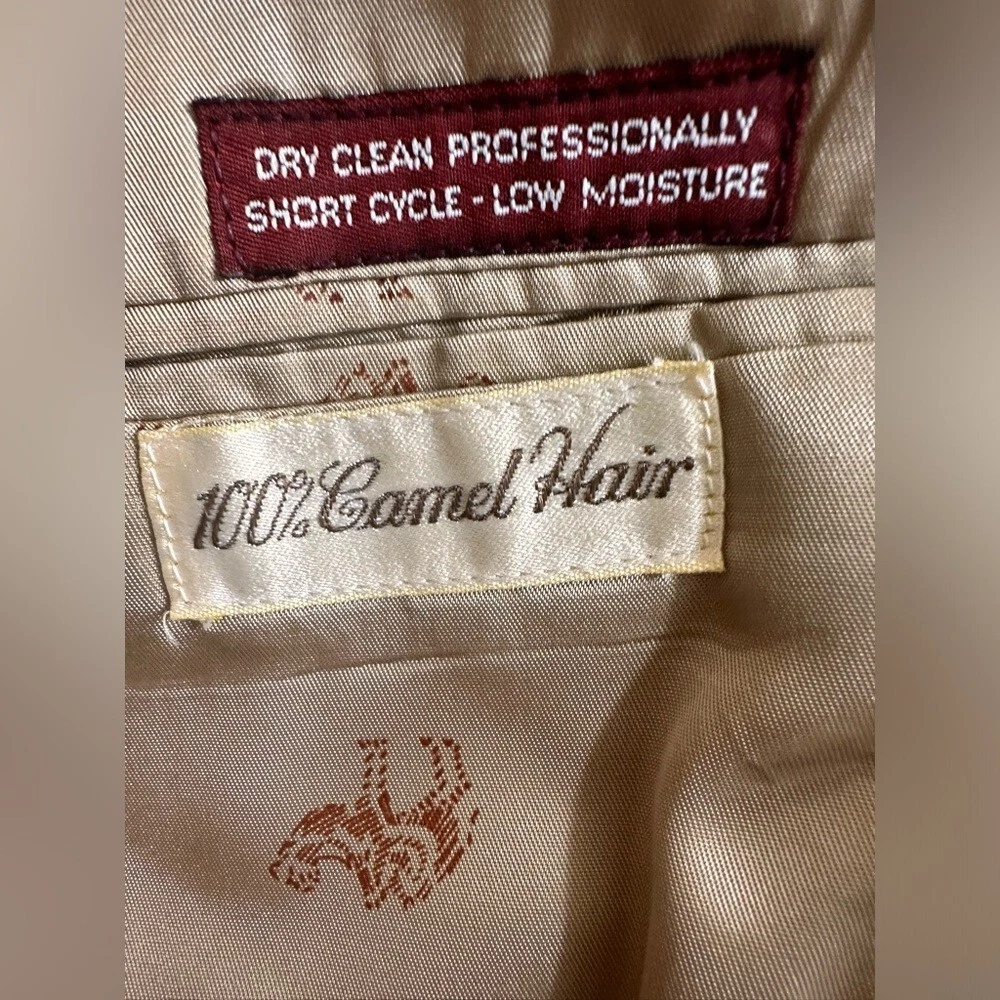 DRY CLEAN PROFESSIONALLY
SHORT CYCLE - LOW MOISTURE
100% Camel Hair